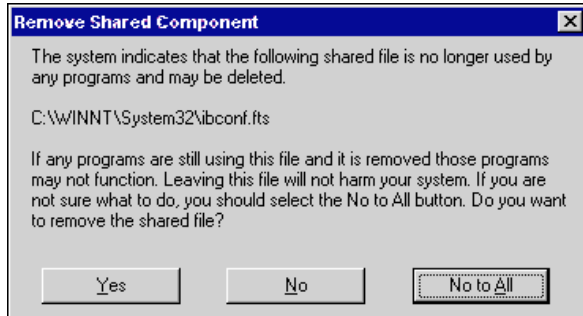 Remove Shared Component
The system indicates that the following shared file is no longer used by
any programs and may be deleted.
C:\WINNT\System32\ibconf.fts
If any programs are still using this file and it is removed those programs
may not function. Leaving this file will not harm your system. If you are
not sure what to do, you should select the No to All button. Do you want
to remove the shared file?
Yes
No
No to All